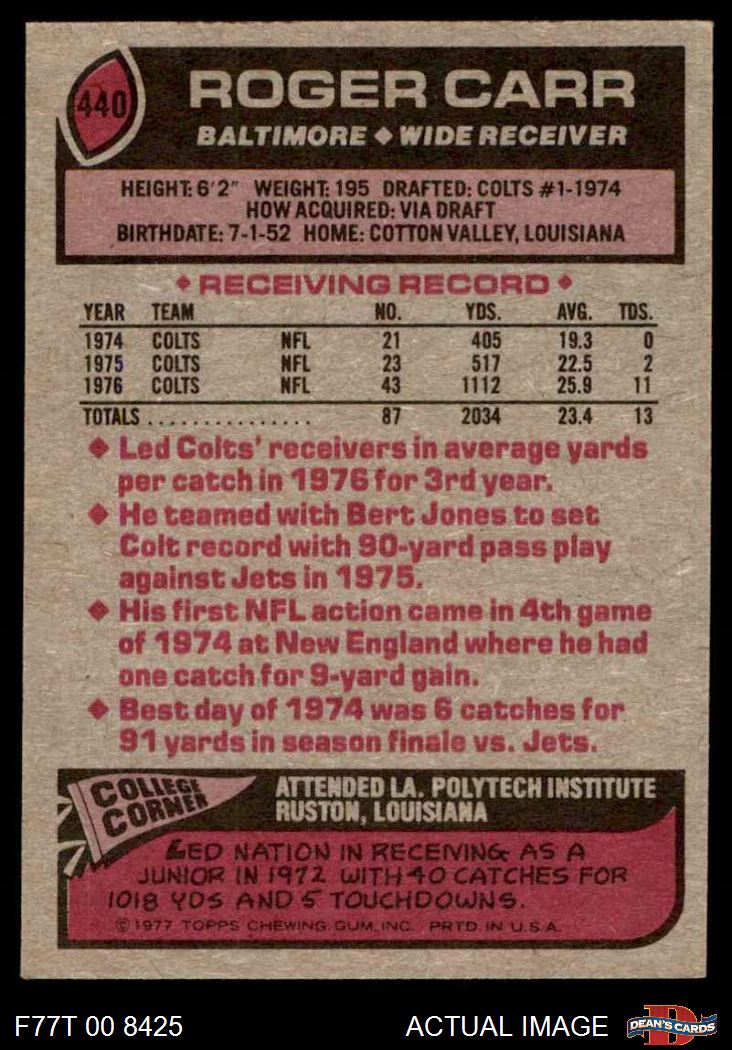 440
ROGER CARR
BALTIMORE ◆ WIDE RECEIVER
HEIGHT: 6'2" WEIGHT: 195 DRAFTED: COLTS #1-1974
HOW ACQUIRED: VIA DRAFT
BIRTHDATE: 7-1-52 HOME: COTTON VALLEY, LOUISIANA
◆ RECEIVING RECORD ◆
YEAR TEAM NO. YDS. AVG. TDS.
1974 COLTS NFL 21 405 19.3 0
1975 COLTS NFL 23 517 22.5 2
1976 COLTS NFL 43 1112 25.9 11
TOTALS ................ 87 2034 23.4 13
◆ Led Colts' receivers in average yards
per catch in 1976 for 3rd year.
◆ He teamed with Bert Jones to set
Colt record with 90-yard pass play
against Jets in 1975.
◆ His first NFL action came in 4th game
of 1974 at New England where he had
one catch for 9-yard gain.
◆ Best day of 1974 was 6 catches for
91 yards in season finale vs. Jets.
COLLEGE
CORNER
ATTENDED LA. POLYTECH INSTITUTE
RUSTON, LOUISIANA
LED NATION IN RECEIVING AS A
JUNIOR IN 1972 WITH 40 CATCHES FOR
1018 YDS AND 5 TOUCHDOWNS.
© 1977 TOPPS CHEWING GUM, INC. PRTD. IN U.S.A.
F77T 00 8425
ACTUAL IMAGE
D
DEAN'S CARDS